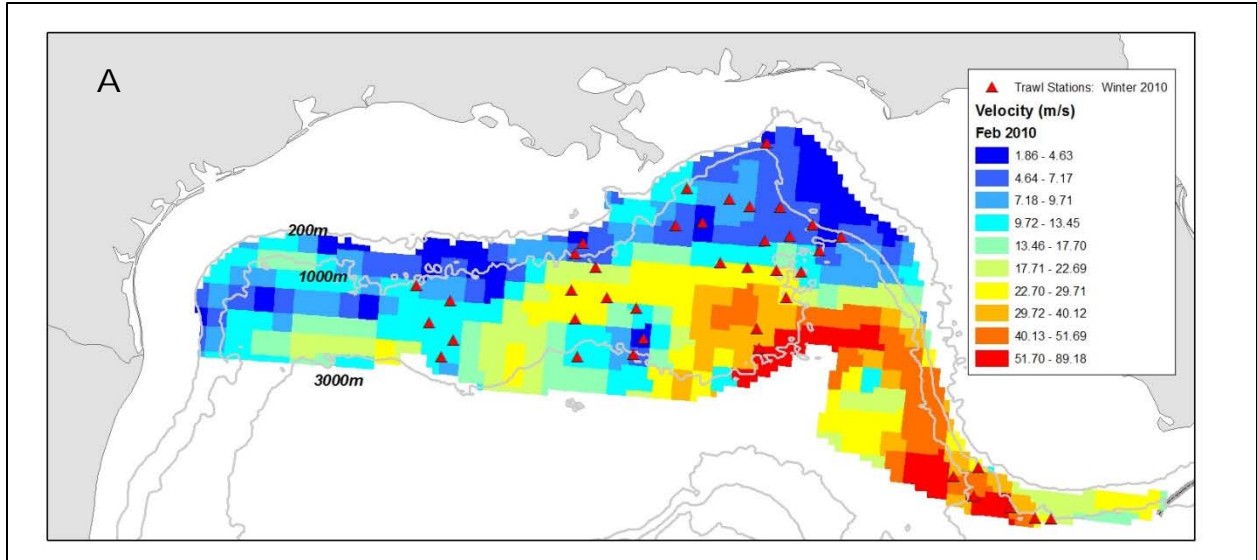 A
Trawl Stations: Winter 2010
Velocity (m/s)
Feb 2010
1.86 - 4.63
4.64 - 7.17
7.18 - 9.71
9.72 - 13.45
13.46 - 17.70
17.71 - 22.69
22.70 - 29.71
29.72 - 40.12
40.13 - 51.69
51.70 - 89.18
200m
1000m
3000m